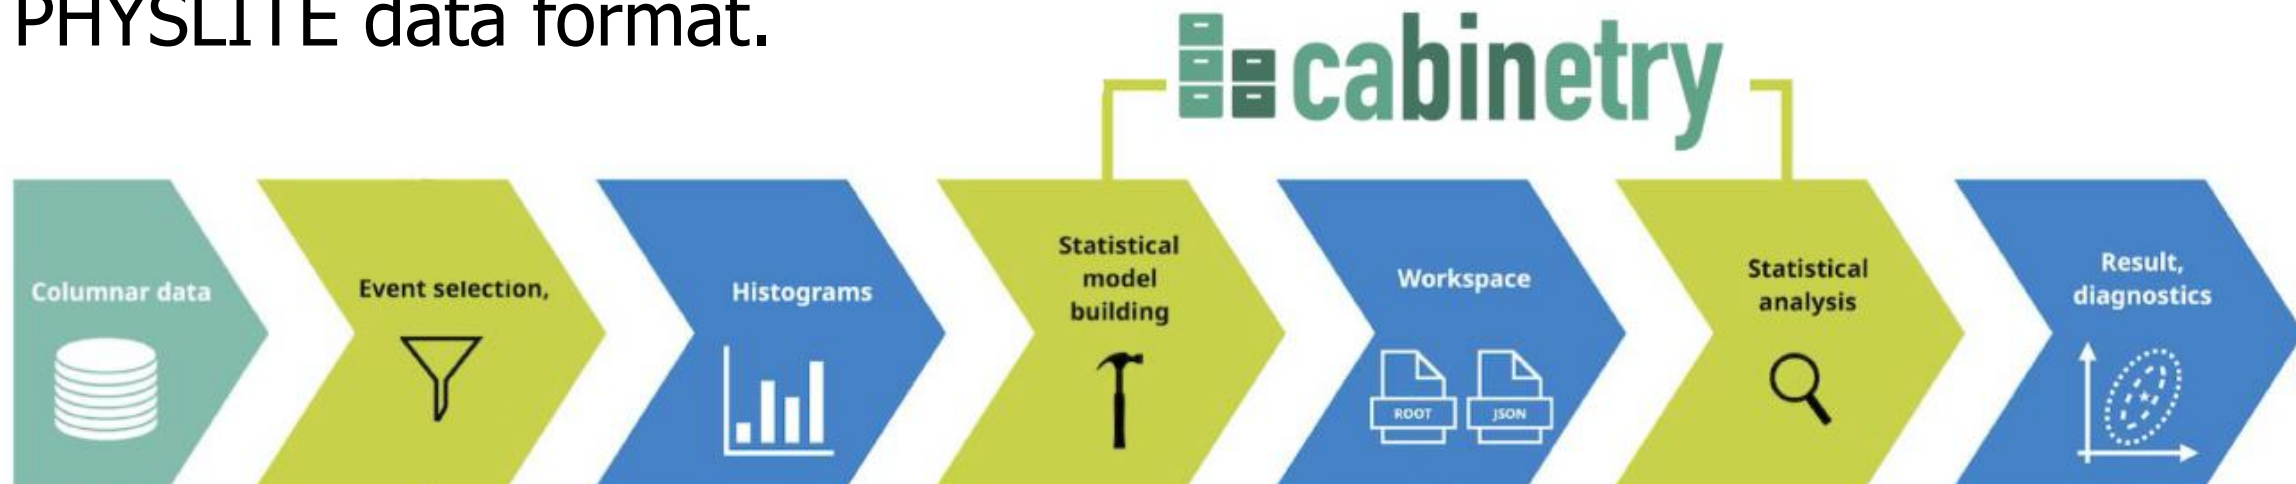 PHYSLITE data format.
cabinetry
Columnar data
Event selection,
Histograms
Statistical
model
building
Workspace
ROOT
JSON
Statistical
analysis
Result,
diagnostics